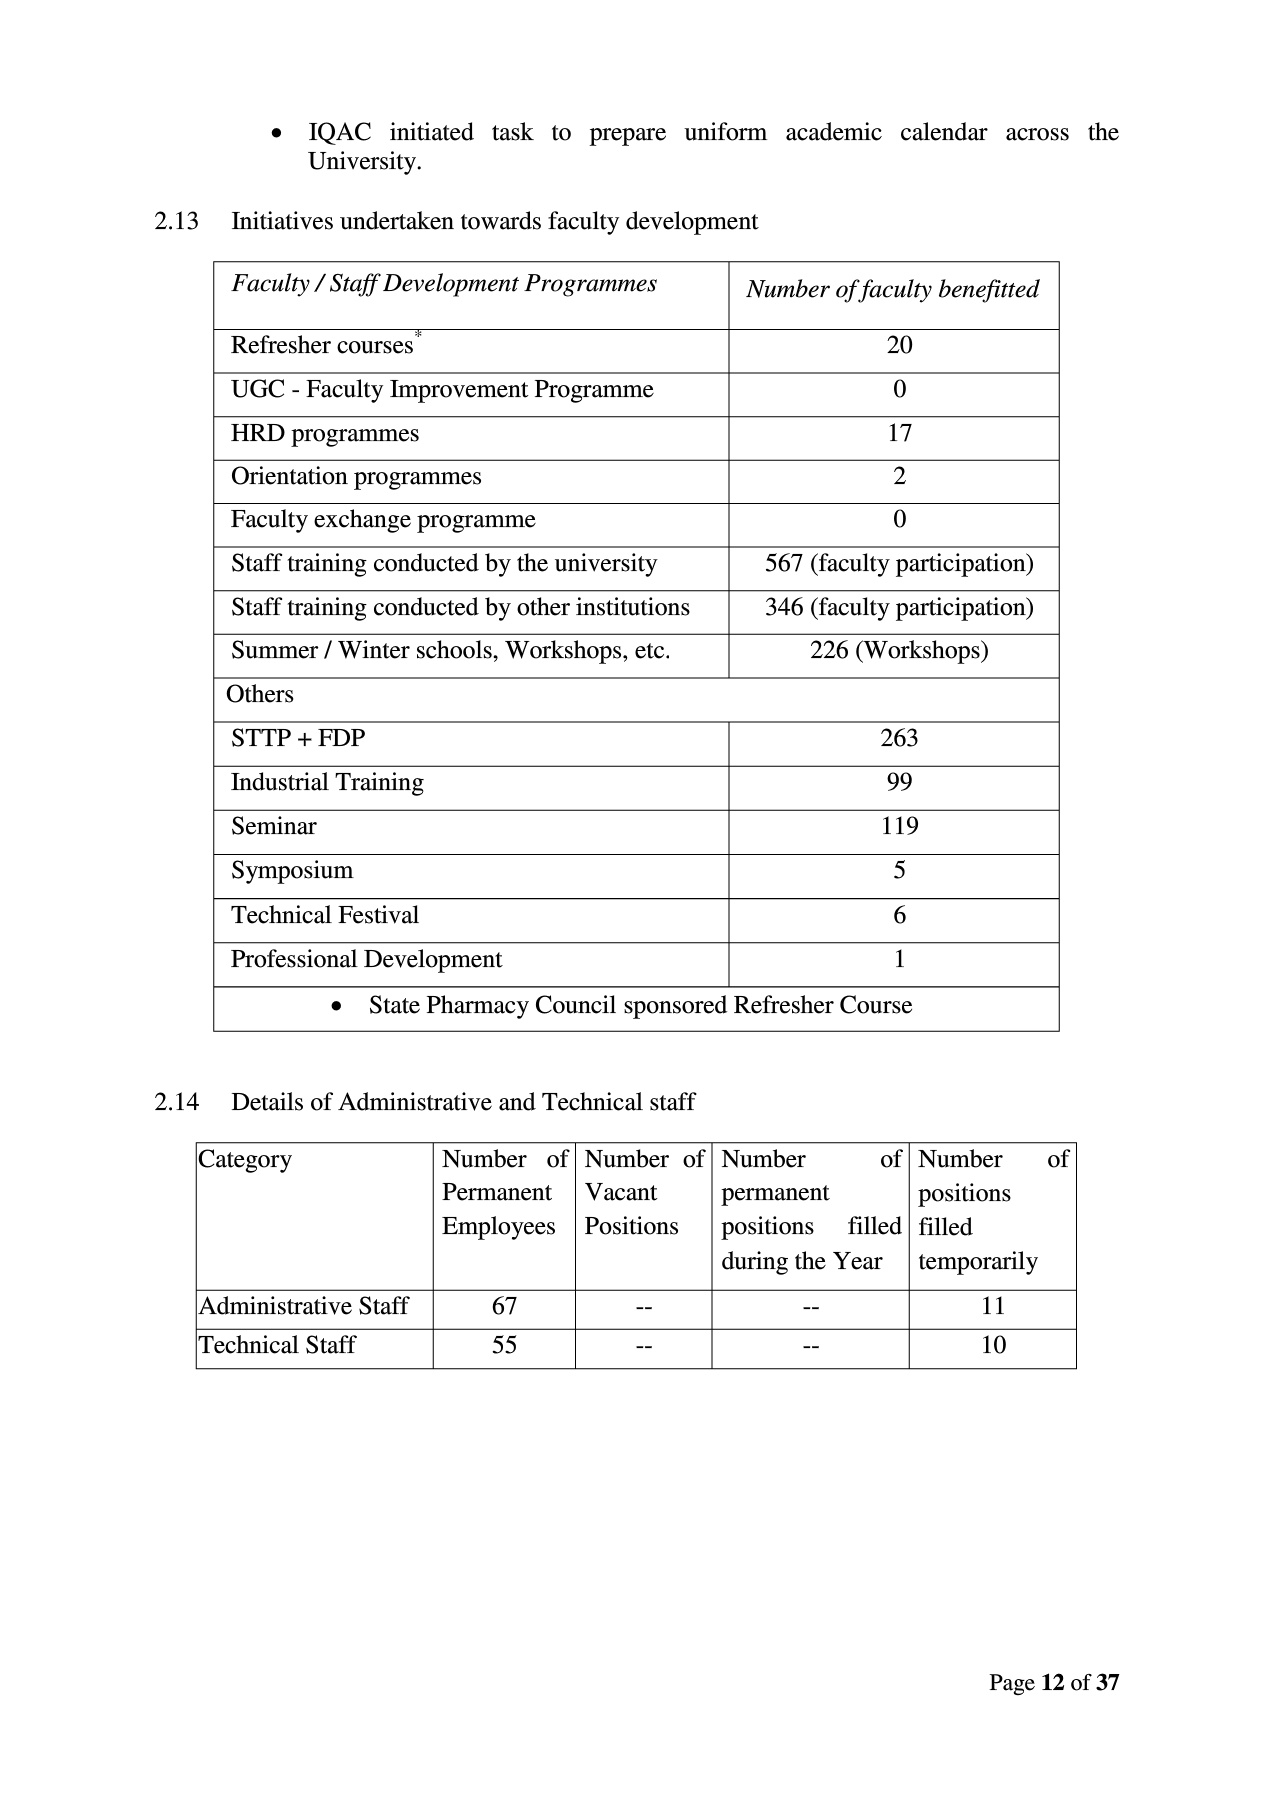 • IQAC initiated task to prepare uniform academic calendar across the
University.
2.13 Initiatives undertaken towards faculty development
Faculty / Staff Development Programmes Number of faculty benefitted
Refresher courses* 20
UGC - Faculty Improvement Programme 0
HRD programmes 17
Orientation programmes 2
Faculty exchange programme 0
Staff training conducted by the university 567 (faculty participation)
Staff training conducted by other institutions 346 (faculty participation)
Summer / Winter schools, Workshops, etc. 226 (Workshops)
Others
STTP + FDP 263
Industrial Training 99
Seminar 119
Symposium 5
Technical Festival 6
Professional Development 1
• State Pharmacy Council sponsored Refresher Course
2.14 Details of Administrative and Technical staff
Category Number of Number of Number of Number of
Permanent Vacant permanent positions
Employees Positions positions filled filled
during the Year temporarily
Administrative Staff 67 -- -- 11
Technical Staff 55 -- -- 10
Page 12 of 37